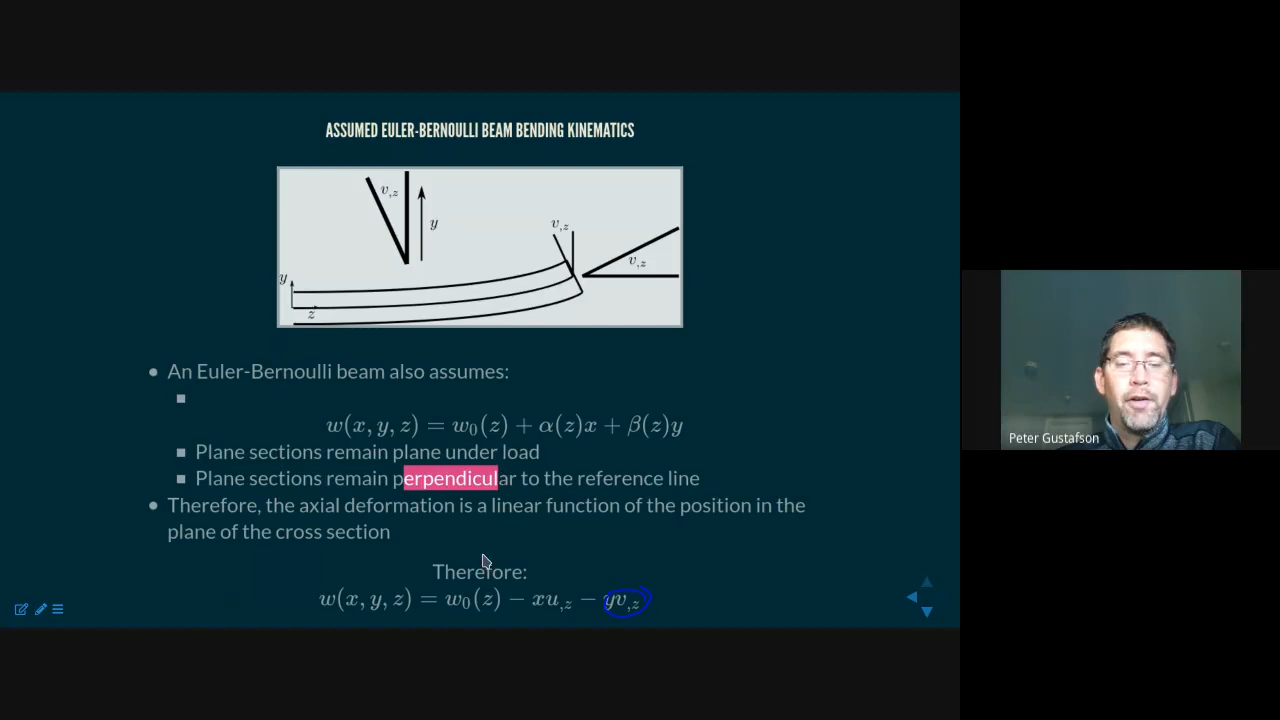 ASSUMED EULER-BERNOULLI BEAM BENDING KINEMATICS
v,z
y
v,z
v,z
y
z
An Euler-Bernoulli beam also assumes:
w(x, y, z) = w₀(z) + α(z)x + β(z)y
Plane sections remain plane under load
Plane sections remain perpendicular to the reference line
Therefore, the axial deformation is a linear function of the position in the
plane of the cross section
Therefore:
w(x, y, z) = w₀(z) − xu,z − yv,z
Peter Gustafson